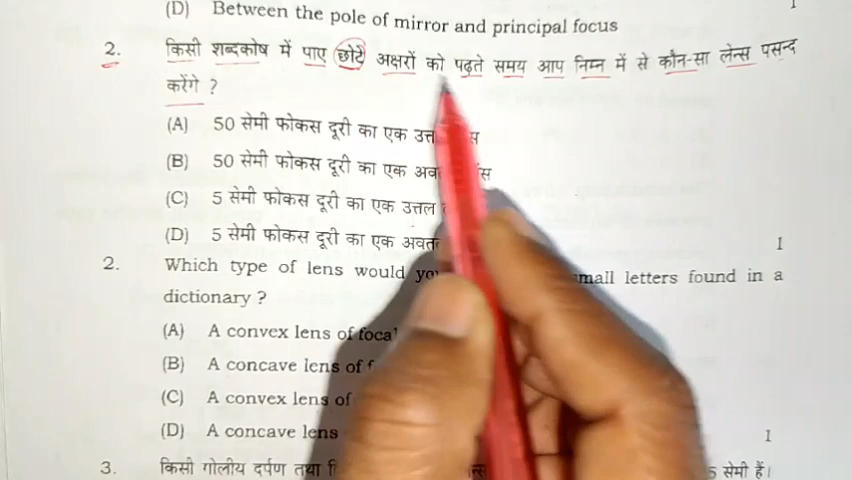 (D) Between the pole of mirror and principal focus
1
2. किसी शब्दकोष में पाए छोटे अक्षरों को पढ़ते समय आप निम्न में से कौन-सा लेन्स पसन्द
करेंगे ?
(A) 50 सेमी फोकस दूरी का एक
(B) 50 सेमी फोकस दूरी का एक
(C) 5 सेमी फोकस दूरी का एक उत्तल
(D) 5 सेमी फोकस दूरी का एक
1
2. Which type of lens would small letters found in a
dictionary ?
(A) A convex lens of
(B) A concave lens of
(C) A convex lens of
(D) A concave lens
1
3. किसी गोलीय दर्पण तथा 5 सेमी हैं।